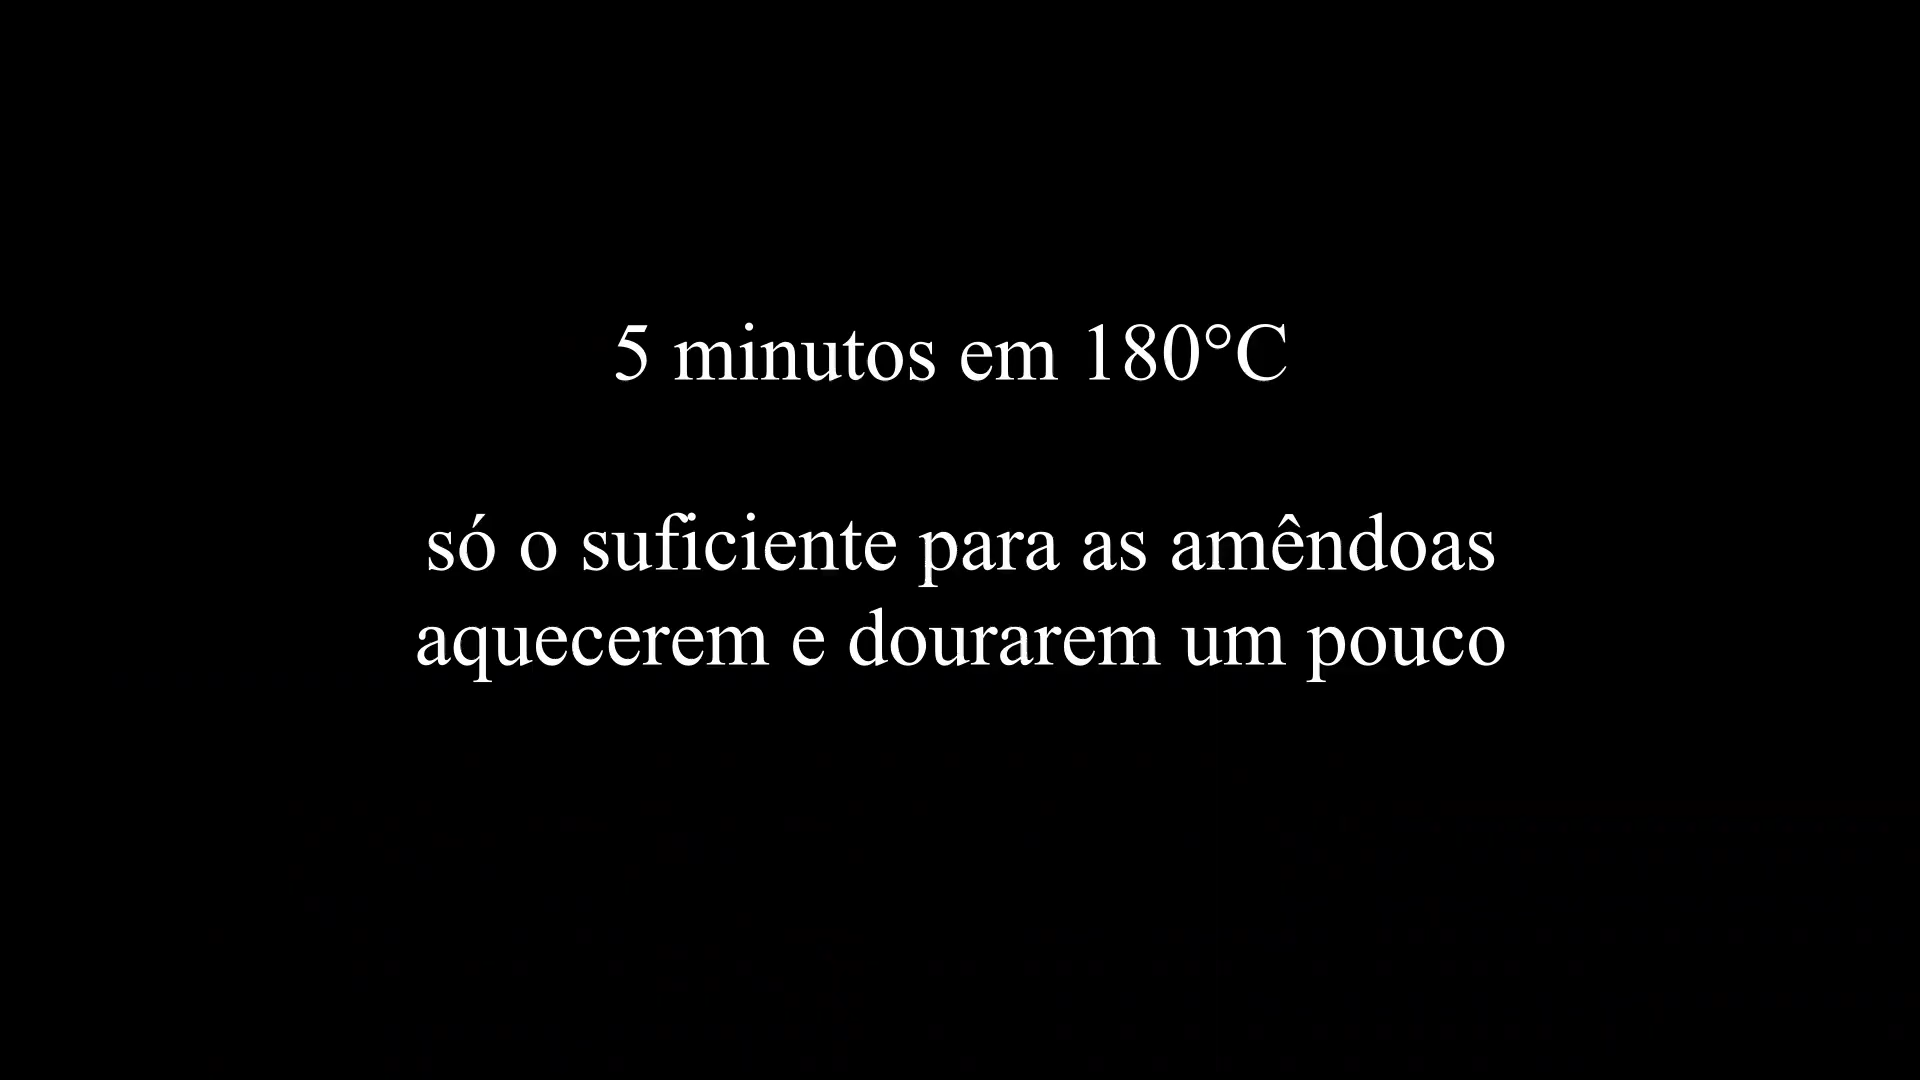 5 minutos em 180°C
só o suficiente para as amêndoas
aquecerem e dourarem um pouco